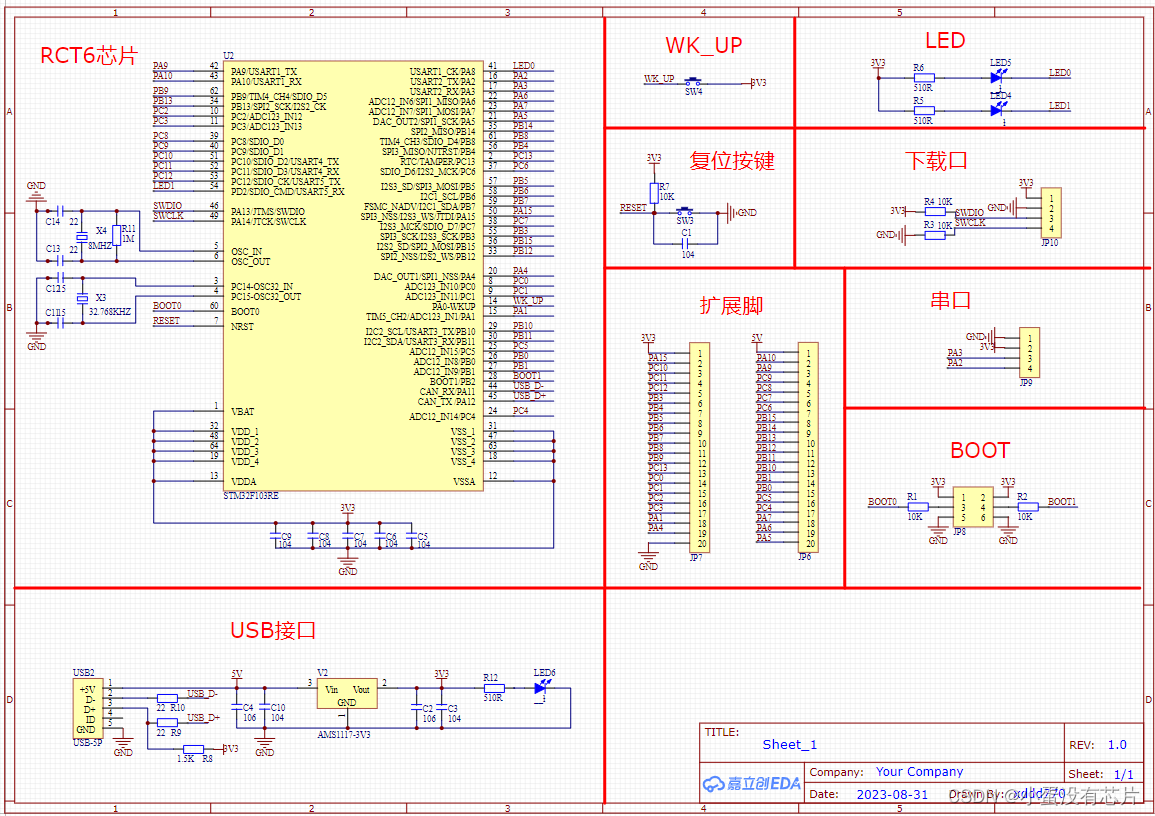 1 2 3 4 5
A
B
C
D
RCT6芯片
U2
PA9 42 PA9/USART1_TX
PA10 43 PA10/USART1_RX
PB9 62 PB9/TIM4_CH4/SDIO_D5
PB13 34 PB13/SPI2_SCK/I2S2_CK
PC2 10 PC2/ADC123_IN12
PC3 11 PC3/ADC123_IN13
PC8 39 PC8/SDIO_D0
PC9 40 PC9/SDIO_D1
PC10 51 PC10/SDIO_D2/USART4_TX
PC11 52 PC11/SDIO_D3/USART4_RX
PC12 53 PC12/SDIO_CK/USART5_TX
LED1 54 PD2/SDIO_CMD/USART5_RX
SWDIO 46 PA13/JTMS/SWDIO
SWCLK 49 PA14/JTCK/SWCLK
5 OSC_IN
6 OSC_OUT
3 PC14-OSC32_IN
4 PC15-OSC32_OUT
BOOT0 60 BOOT0
RESET 7 NRST
1 VBAT
32 VDD_1
48 VDD_2
64 VDD_3
19 VDD_4
13 VDDA
STM32F103RE
USART1_CK/PA8 41 LED0
USART2_TX/PA2 16 PA2
USART2_RX/PA3 17 PA3
ADC12_IN6/SPI1_MISO/PA6 22 PA6
ADC12_IN7/SPI1_MOSI/PA7 23 PA7
DAC_OUT2/SPI1_SCK/PA5 21 PA5
SPI2_MISO/PB14 35 PB14
TIM4_CH3/SDIO_D4/PB8 61 PB8
SPI3_MISO/NJTRST/PB4 56 PB4
RTC/TAMPER/PC13 2 PC13
SDIO_D6/I2S2_MCK/PC6 37 PC6
I2S3_SD/SPI3_MOSI/PB5 57 PB5
I2C1_SCL/PB6 58 PB6
FSMC_NADV/I2C1_SDA/PB7 59 PB7
SPI3_NSS/I2S3_WS/JTDI/PA15 50 PA15
I2S3_MCK/SDIO_D7/PC7 38 PC7
SPI3_SCK/I2S3_SCK/PB3 55 PB3
I2S2_SD/SPI2_MOSI/PB15 36 PB15
SPI2_NSS/I2S2_WS/PB12 33 PB12
DAC_OUT1/SPI1_NSS/PA4 20 PA4
ADC123_IN10/PC0 8 PC0
ADC123_IN11/PC1 9 PC1
PA0-WKUP 14 WK_UP
TIM5_CH2/ADC123_IN1/PA1 15 PA1
I2C2_SCL/USART3_TX/PB10 29 PB10
I2C2_SDA/USART3_RX/PB11 30 PB11
ADC12_IN15/PC5 25 PC5
ADC12_IN8/PB0 26 PB0
ADC12_IN9/PB1 27 PB1
BOOT1/PB2 28 BOOT1
CAN_RX/PA11 44 USB_D-
CAN_TX /PA12 45 USB_D+
ADC12_IN14/PC4 24 PC4
VSS_1 31
VSS_2 47
VSS_3 63
VSS_4 18
VSSA 12
GND
C14 22
X4
8MHZ
R11
1M
C13 22
C12 15
X3
32.768KHZ
C11 15
GND
3V3
C9 104
C8 104
C7 104
C6 104
C5 104
GND
WK_UP
WK_UP SW4 3V3
LED
3V3
R6 510R LED5 1 LED0
R5 510R LED4 1 LED1
复位按键
3V3
R7
10K
RESET
SW3
GND
C1
104
下载口
3V3
R4 10K
3V3 SWDIO GND
R3 10K
GND SWCLK
1
2
3
4
JP10
扩展脚
3V3
PA15 1
PC10 2
PC11 3
PC12 4
PB3 5
PB4 6
PB5 7
PB6 8
PB7 9
PB8 10
PB9 11
PC13 12
PC0 13
PC1 14
PC2 15
PC3 16
PA1 17
PA4 18
19
20
GND
JP7
5V
PA10 1
PA9 2
PC9 3
PC8 4
PC7 5
PC6 6
PB15 7
PB14 8
PB13 9
PB12 10
PB11 11
PB10 12
PB1 13
PB0 14
PC5 15
PC4 16
PA7 17
PA6 18
PA5 19
20
JP6
串口
GND 1
3V3 2
PA3 3
PA2 4
JP9
BOOT
3V3 3V3
BOOT0 R1 10K
1 2
3 4
5 6
R2 10K BOOT1
GND JP8 GND
USB接口
USB2
+5V 1
D- 2
D+ 3
ID 4
GND 5
USB-5P
GND
USB_D-
22 R10
USB_D+
22 R9
1.5K R8
3V3
5V
C4
106
C10
104
GND
V2
3 Vin Vout 2
GND
1
AMS1117-3V3
3V3
C2
106
C3
104
R12
510R
LED6
1
TITLE:
Sheet_1
REV: 1.0
嘉立创EDA
Company: Your Company
Sheet: 1/1
Date: 2023-08-31
Drawn By:
CSDN @小蛋没有芯片
1 2 3 4 5